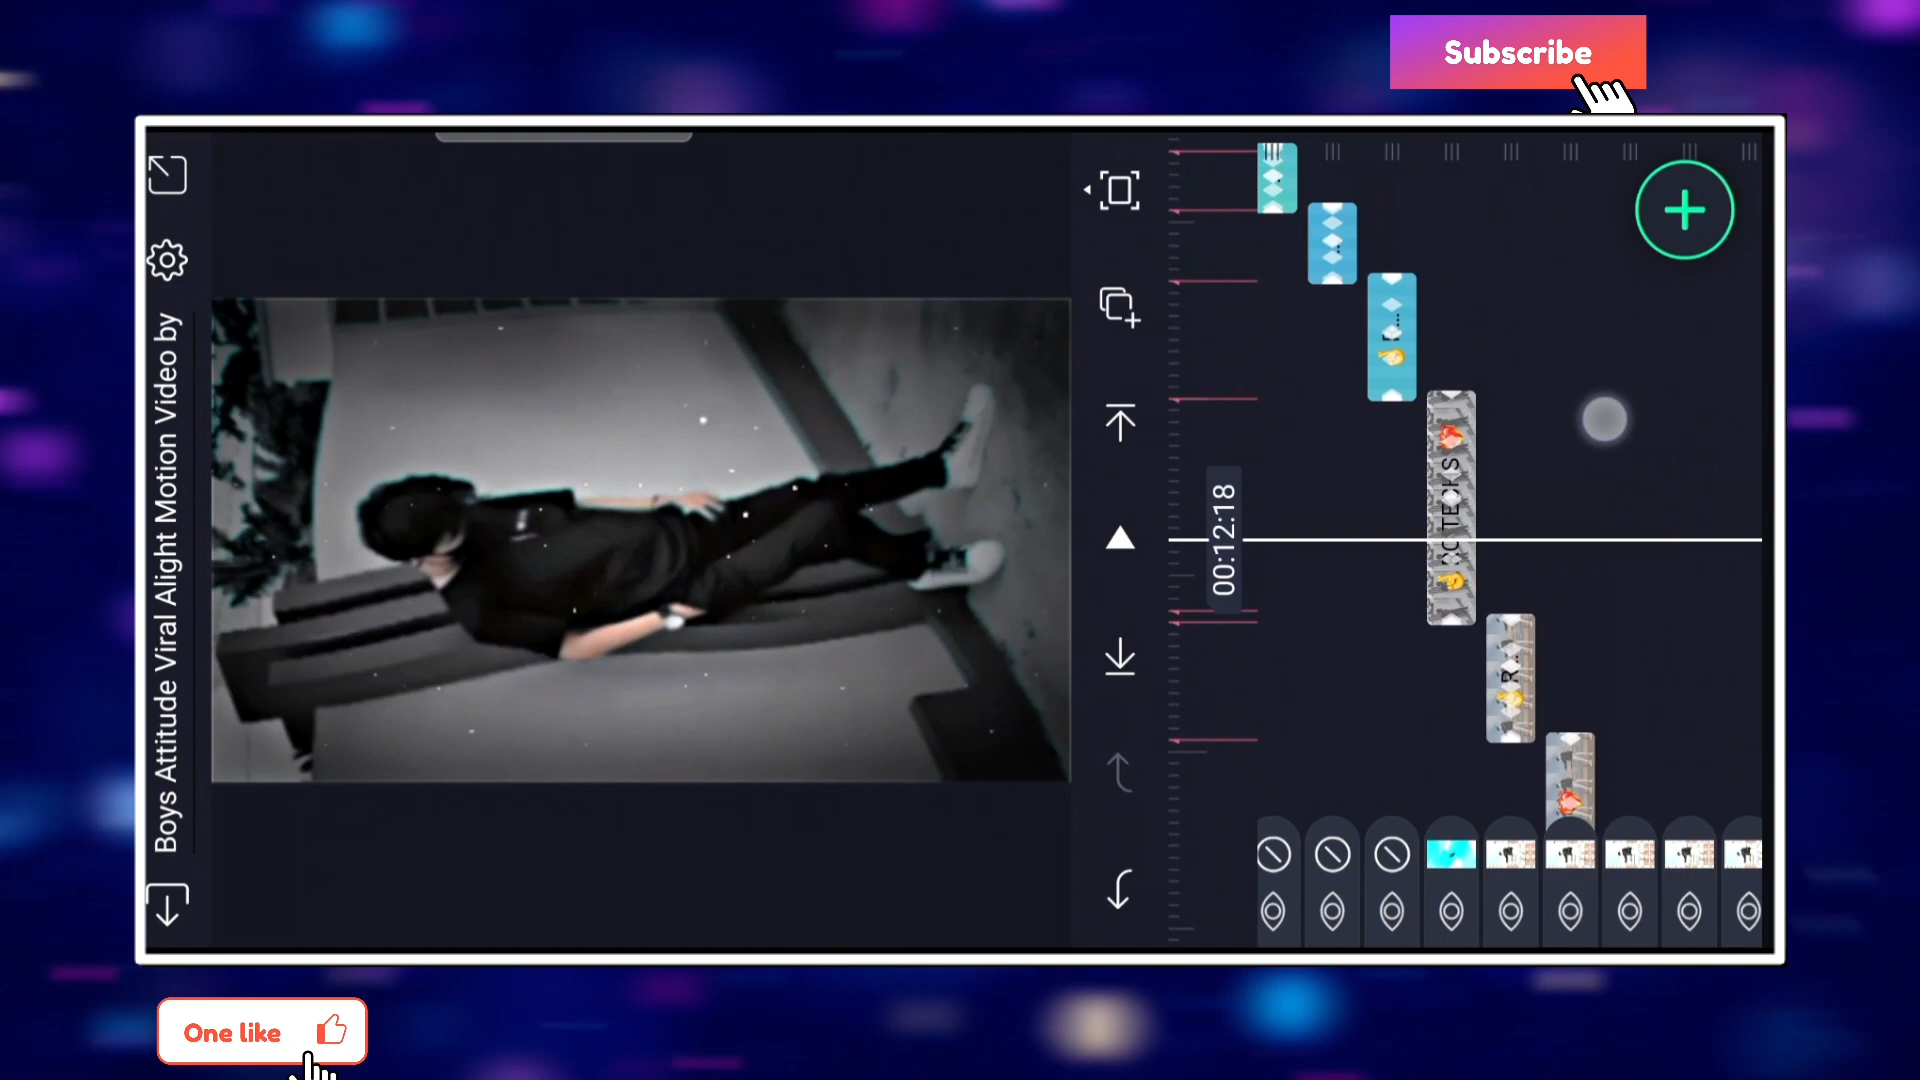 Subscribe
Boys Attitude Viral Alight Motion Video by
00:12:18
R...
One like